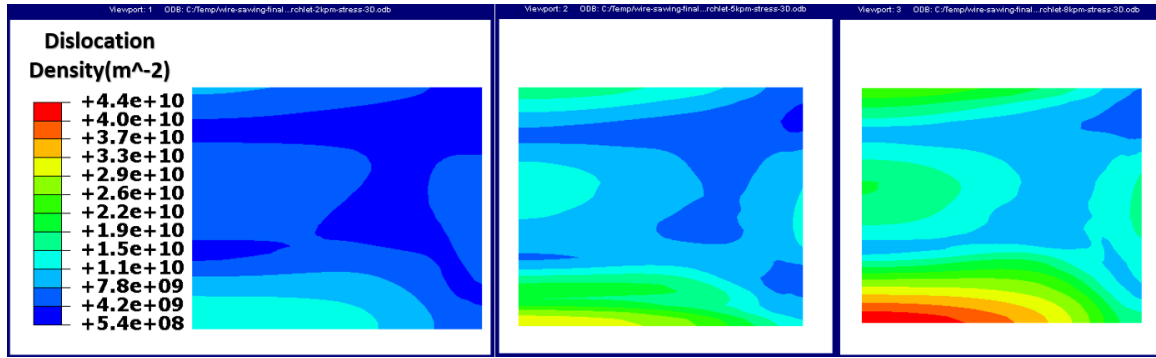 Viewport: 1 ODB: C:/Temp/wire-sawing-final...rchlet-2kpm-stress-3D.odb
Viewport: 2 ODB: C:/Temp/wire-sawing-final...rchlet-5kpm-stress-3D.odb
Viewport: 3 ODB: C:/Temp/wire-sawing-final...rchlet-8kpm-stress-3D.odb
Dislocation
Density(m^-2)
+4.4e+10
+4.0e+10
+3.7e+10
+3.3e+10
+2.9e+10
+2.6e+10
+2.2e+10
+1.9e+10
+1.5e+10
+1.1e+10
+7.8e+09
+4.2e+09
+5.4e+08